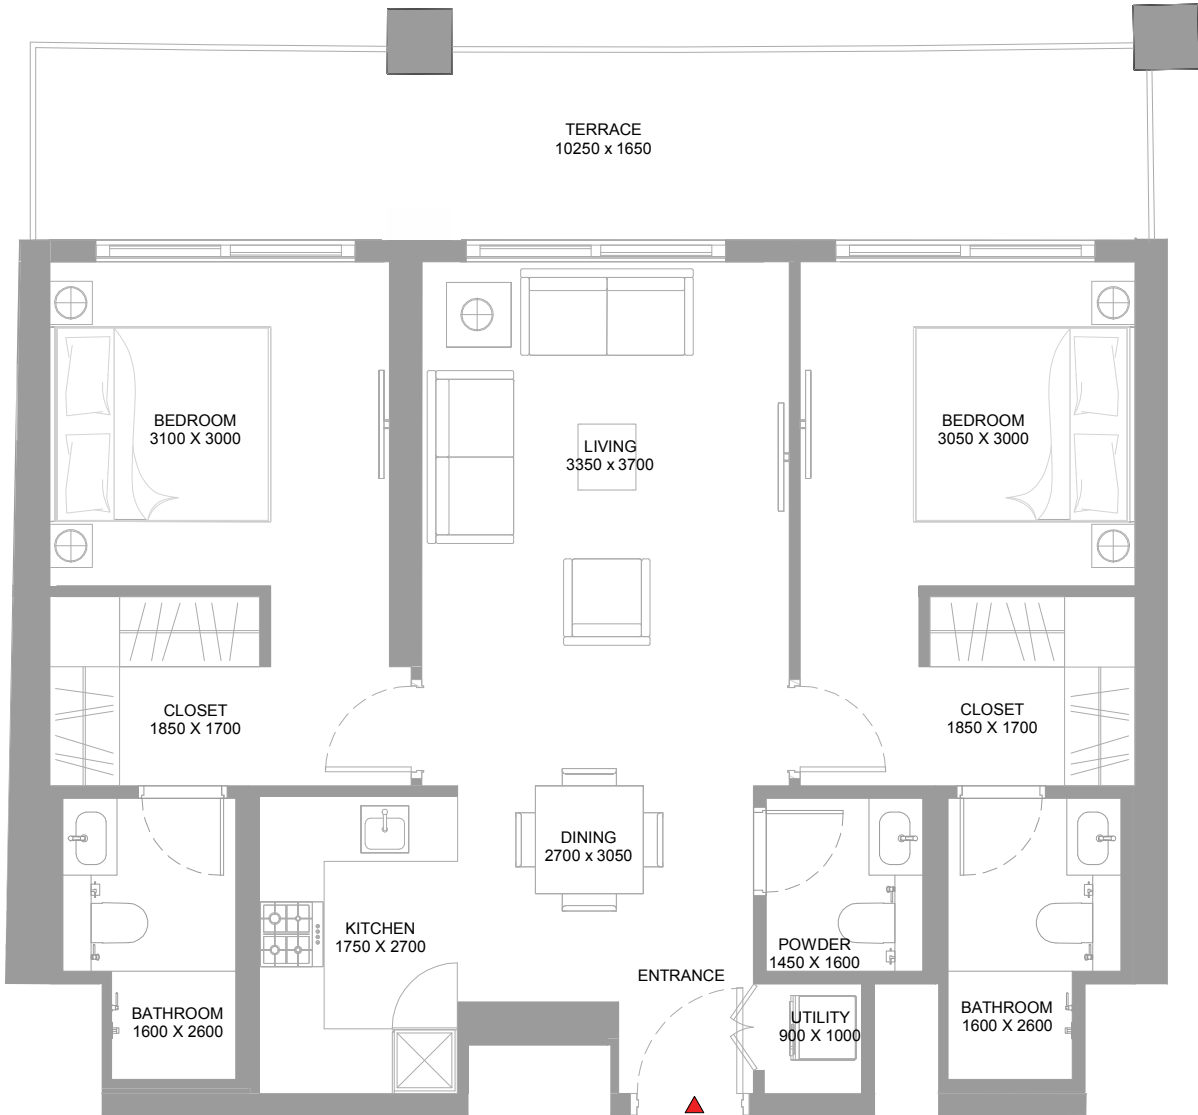 TERRACE
10250 x 1650
BEDROOM
3100 X 3000
LIVING
3350 x 3700
BEDROOM
3050 X 3000
CLOSET
1850 X 1700
CLOSET
1850 X 1700
DINING
2700 x 3050
KITCHEN
1750 X 2700
POWDER
1450 X 1600
ENTRANCE
BATHROOM
1600 X 2600
UTILITY
900 X 1000
BATHROOM
1600 X 2600